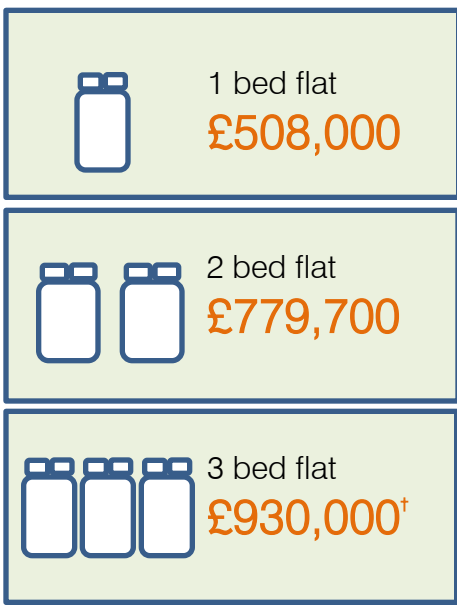 1 bed flat
£508,000
2 bed flat
£779,700
3 bed flat
£930,000†